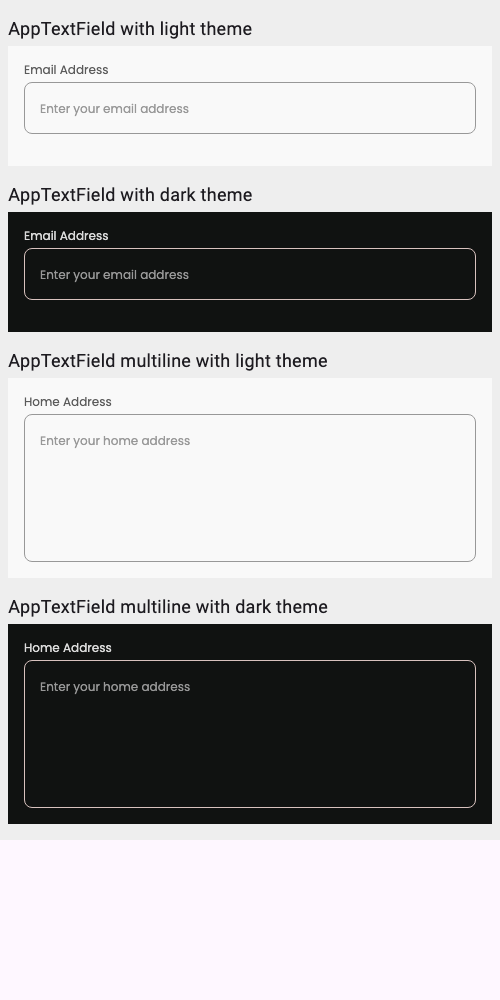 AppTextField with light theme
Email Address
Enter your email address
AppTextField with dark theme
Email Address
Enter your email address
AppTextField multiline with light theme
Home Address
Enter your home address
AppTextField multiline with dark theme
Home Address
Enter your home address